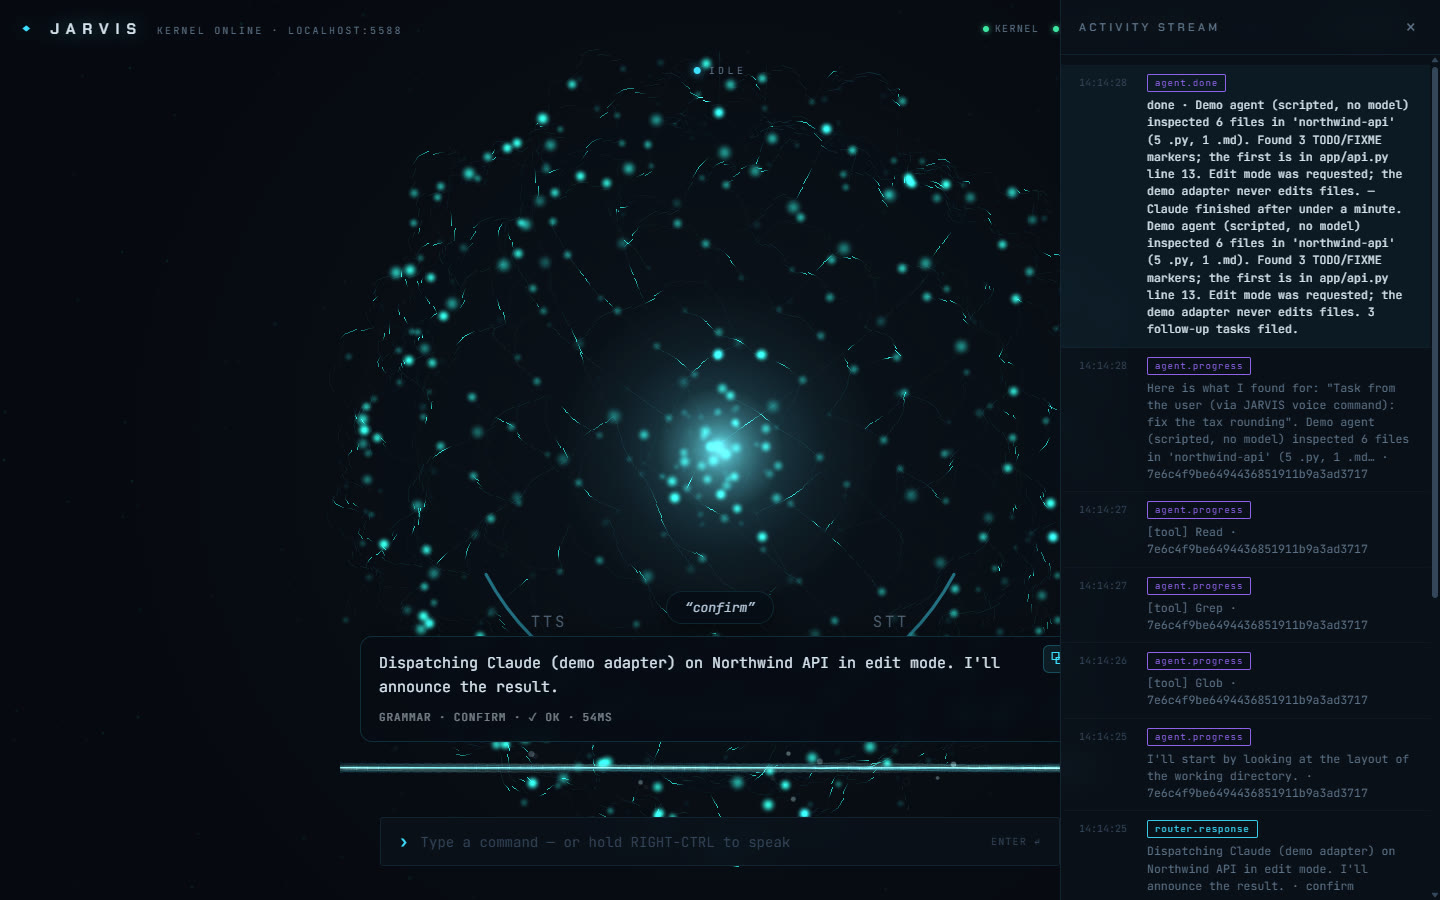 JARVIS KERNEL ONLINE · LOCALHOST:5588
KERNEL
IDLE
TTS
“confirm”
STT
Dispatching Claude (demo adapter) on Northwind API in edit mode. I'll
announce the result.
GRAMMAR · CONFIRM · ✓ OK · 54MS
› Type a command — or hold RIGHT-CTRL to speak
ENTER ⏎
ACTIVITY STREAM ×
14:14:28 agent.done
done · Demo agent (scripted, no model)
inspected 6 files in 'northwind-api'
(5 .py, 1 .md). Found 3 TODO/FIXME
markers; the first is in app/api.py
line 13. Edit mode was requested; the
demo adapter never edits files. —
Claude finished after under a minute.
Demo agent (scripted, no model)
inspected 6 files in 'northwind-api'
(5 .py, 1 .md). Found 3 TODO/FIXME
markers; the first is in app/api.py
line 13. Edit mode was requested; the
demo adapter never edits files. 3
follow-up tasks filed.
14:14:28 agent.progress
Here is what I found for: "Task from
the user (via JARVIS voice command):
fix the tax rounding". Demo agent
(scripted, no model) inspected 6 files
in 'northwind-api' (5 .py, 1 .md… ·
7e6c4f9be6494436851911b9a3ad3717
14:14:27 agent.progress
[tool] Read ·
7e6c4f9be6494436851911b9a3ad3717
14:14:27 agent.progress
[tool] Grep ·
7e6c4f9be6494436851911b9a3ad3717
14:14:26 agent.progress
[tool] Glob ·
7e6c4f9be6494436851911b9a3ad3717
14:14:25 agent.progress
I'll start by looking at the layout of
the working directory. ·
7e6c4f9be6494436851911b9a3ad3717
14:14:25 router.response
Dispatching Claude (demo adapter) on
Northwind API in edit mode. I'll
announce the result. · confirm